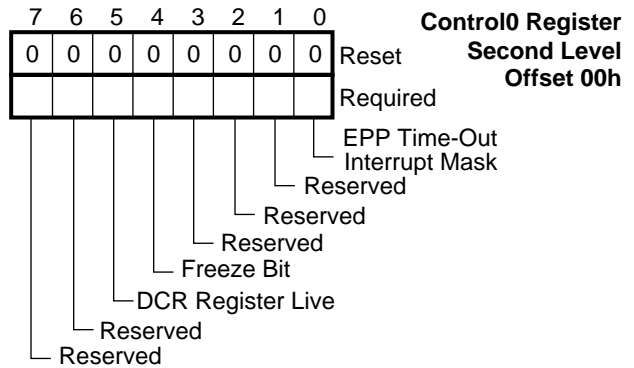 7 6 5 4 3 2 1 0
Control0 Register
Second Level
Offset 00h
0 0 0 0 0 0 0 0 Reset
Required
EPP Time-Out
Interrupt Mask
Reserved
Reserved
Reserved
Freeze Bit
DCR Register Live
Reserved
Reserved